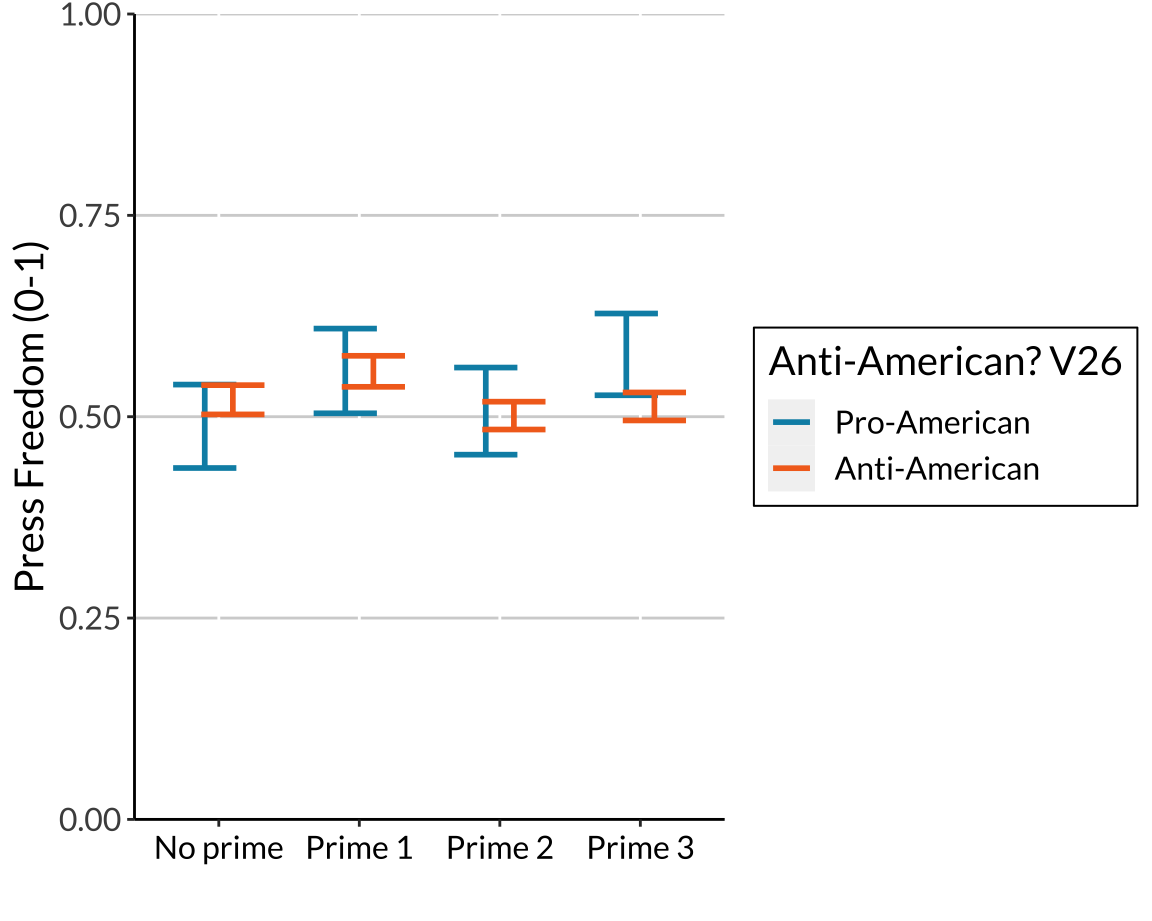 1.00
0.75
0.50
0.25
0.00
Press Freedom (0-1)
No prime Prime 1 Prime 2 Prime 3
Anti-American? V26
Pro-American
Anti-American